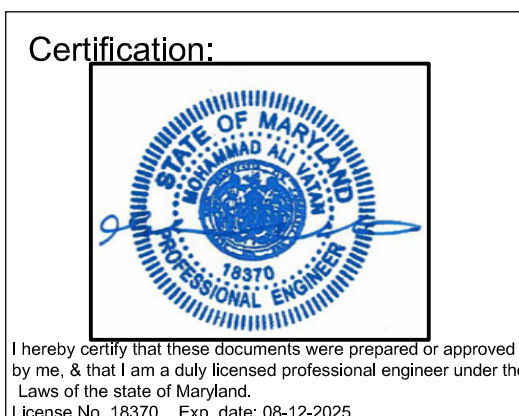 Certification:
STATE OF MARYLAND
MOHAMMAD ALI VATAN
18370
PROFESSIONAL ENGINEER
I hereby certify that these documents were prepared or approved
by me, & that I am a duly licensed professional engineer under the
Laws of the state of Maryland.
License No. 18370 Exp. date: 08-12-2025